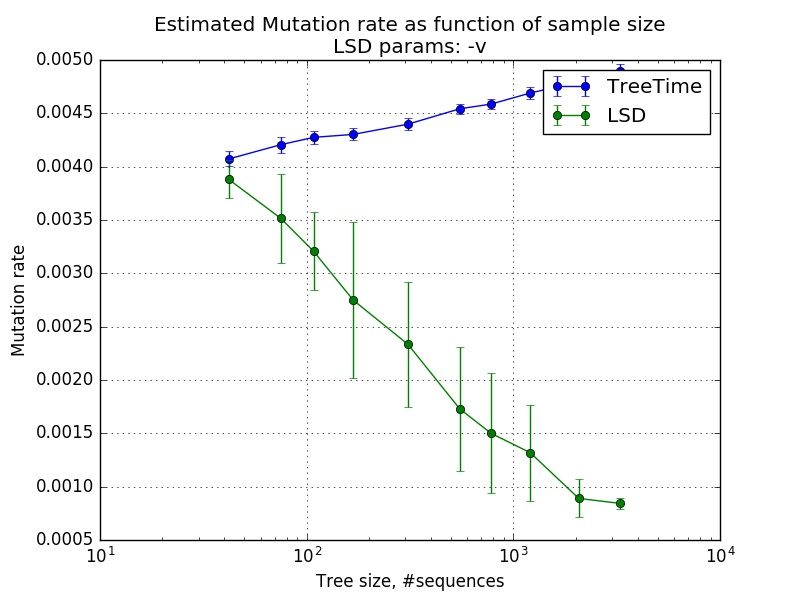 Estimated Mutation rate as function of sample size
LSD params: -v
0.0050
0.0045
0.0040
0.0035
0.0030
0.0025
0.0020
0.0015
0.0010
0.0005
Mutation rate
TreeTime
LSD
10¹ 10² 10³ 10⁴
Tree size, #sequences